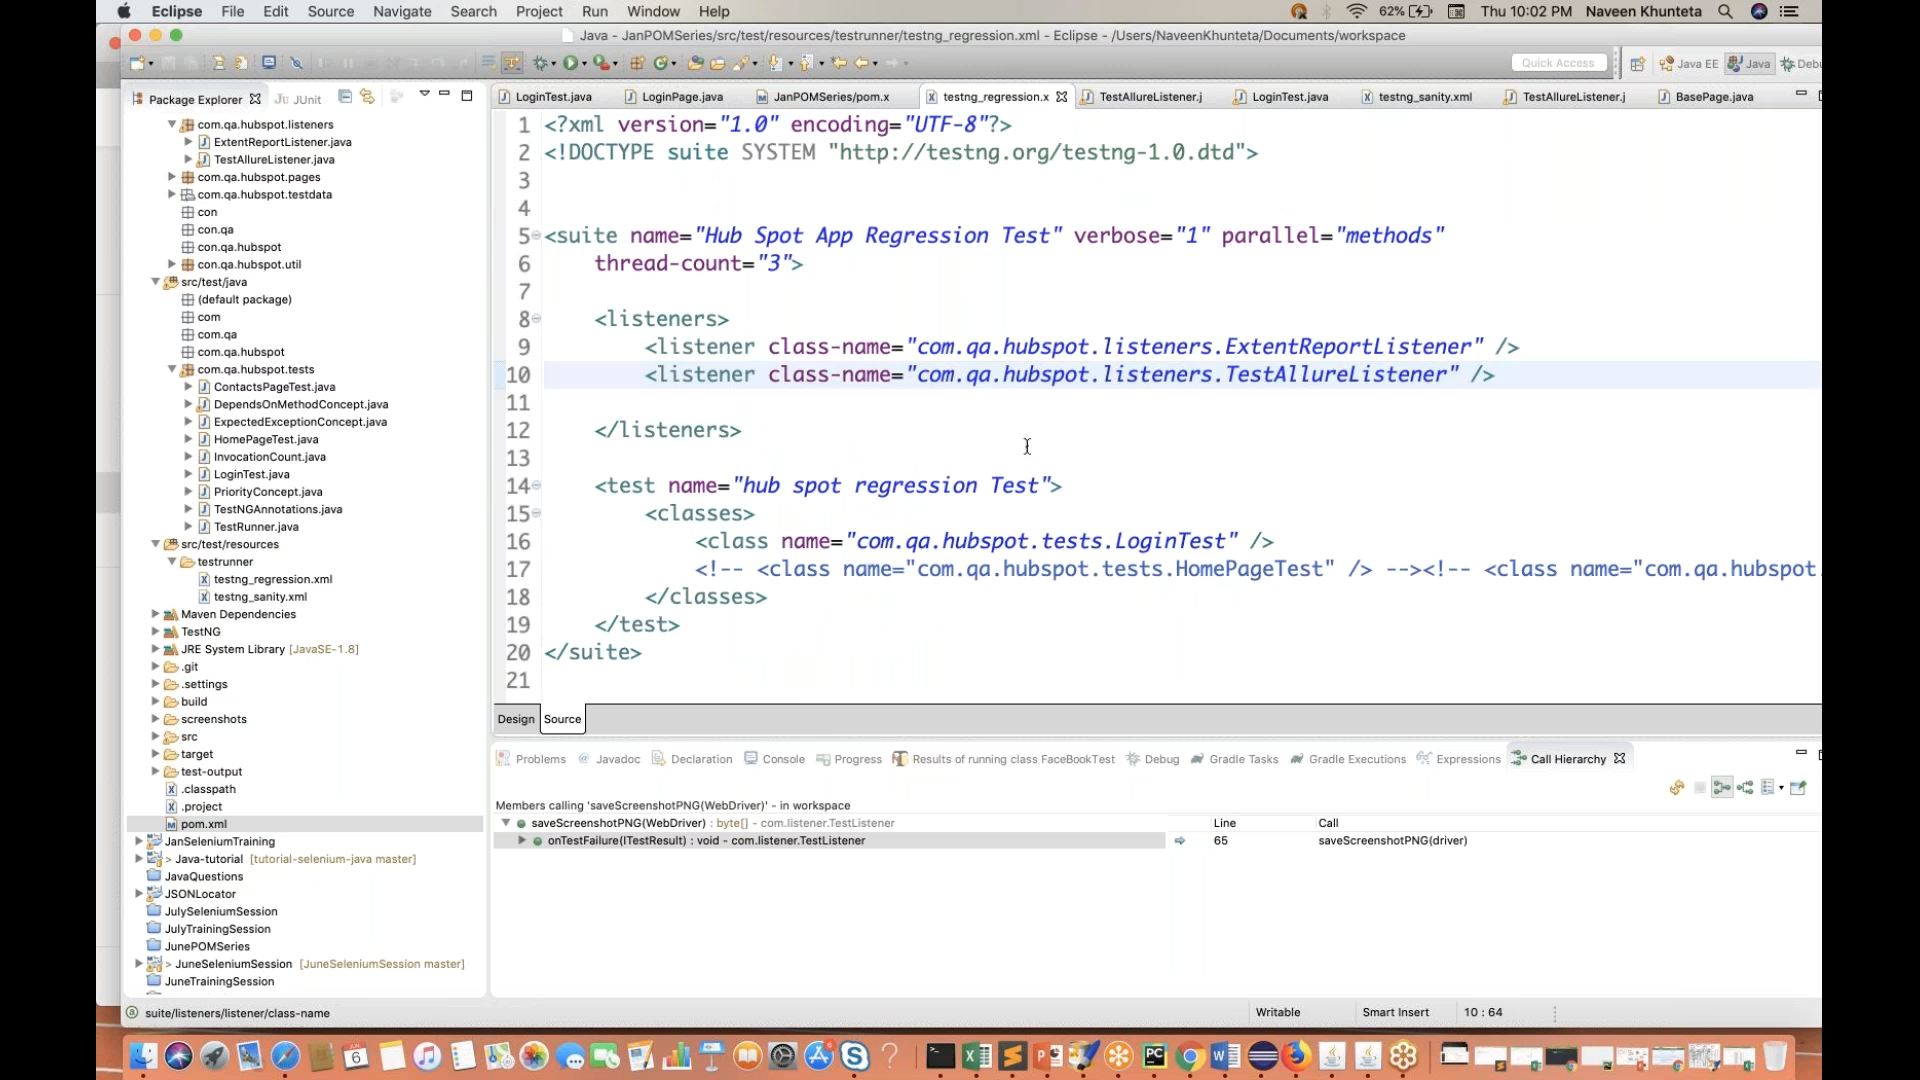 Eclipse File Edit Source Navigate Search Project Run Window Help 62% Thu 10:02 PM Naveen Khunteta
Java - JanPOMSeries/src/test/resources/testrunner/testng_regression.xml - Eclipse - /Users/NaveenKhunteta/Documents/workspace
Quick Access Java EE Java Debu
Package Explorer JUnit
LoginTest.java LoginPage.java JanPOMSeries/pom.x testng_regression.x TestAllureListener.j LoginTest.java testng_sanity.xml TestAllureListener.j BasePage.java
com.qa.hubspot.listeners
ExtentReportListener.java
TestAllureListener.java
com.qa.hubspot.pages
com.qa.hubspot.testdata
con
con.qa
con.qa.hubspot
con.qa.hubspot.util
src/test/java
(default package)
com
com.qa
com.qa.hubspot
com.qa.hubspot.tests
ContactsPageTest.java
DependsOnMethodConcept.java
ExpectedExceptionConcept.java
HomePageTest.java
InvocationCount.java
LoginTest.java
PriorityConcept.java
TestNGAnnotations.java
TestRunner.java
src/test/resources
testrunner
testng_regression.xml
testng_sanity.xml
Maven Dependencies
TestNG
JRE System Library [JavaSE-1.8]
.git
.settings
build
screenshots
src
target
test-output
.classpath
.project
pom.xml
JanSeleniumTraining
> Java-tutorial [tutorial-selenium-java master]
JavaQuestions
JSONLocator
JulySeleniumSession
JulyTrainingSession
JunePOMSeries
> JuneSeleniumSession [JuneSeleniumSession master]
JuneTrainingSession
1 <?xml version="1.0" encoding="UTF-8"?>
2 <!DOCTYPE suite SYSTEM "http://testng.org/testng-1.0.dtd">
3
4
5 <suite name="Hub Spot App Regression Test" verbose="1" parallel="methods"
6 thread-count="3">
7
8 <listeners>
9 <listener class-name="com.qa.hubspot.listeners.ExtentReportListener" />
10 <listener class-name="com.qa.hubspot.listeners.TestAllureListener" />
11
12 </listeners>
13
14 <test name="hub spot regression Test">
15 <classes>
16 <class name="com.qa.hubspot.tests.LoginTest" />
17 <!-- <class name="com.qa.hubspot.tests.HomePageTest" /> --><!-- <class name="com.qa.hubspot.
18 </classes>
19 </test>
20 </suite>
21
Design Source
Problems Javadoc Declaration Console Progress Results of running class FaceBookTest Debug Gradle Tasks Gradle Executions Expressions Call Hierarchy
Members calling 'saveScreenshotPNG(WebDriver)' - in workspace
saveScreenshotPNG(WebDriver) : byte[] - com.listener.TestListener
onTestFailure(ITestResult) : void - com.listener.TestListener
Line Call
65 saveScreenshotPNG(driver)
suite/listeners/listener/class-name Writable Smart Insert 10 : 64